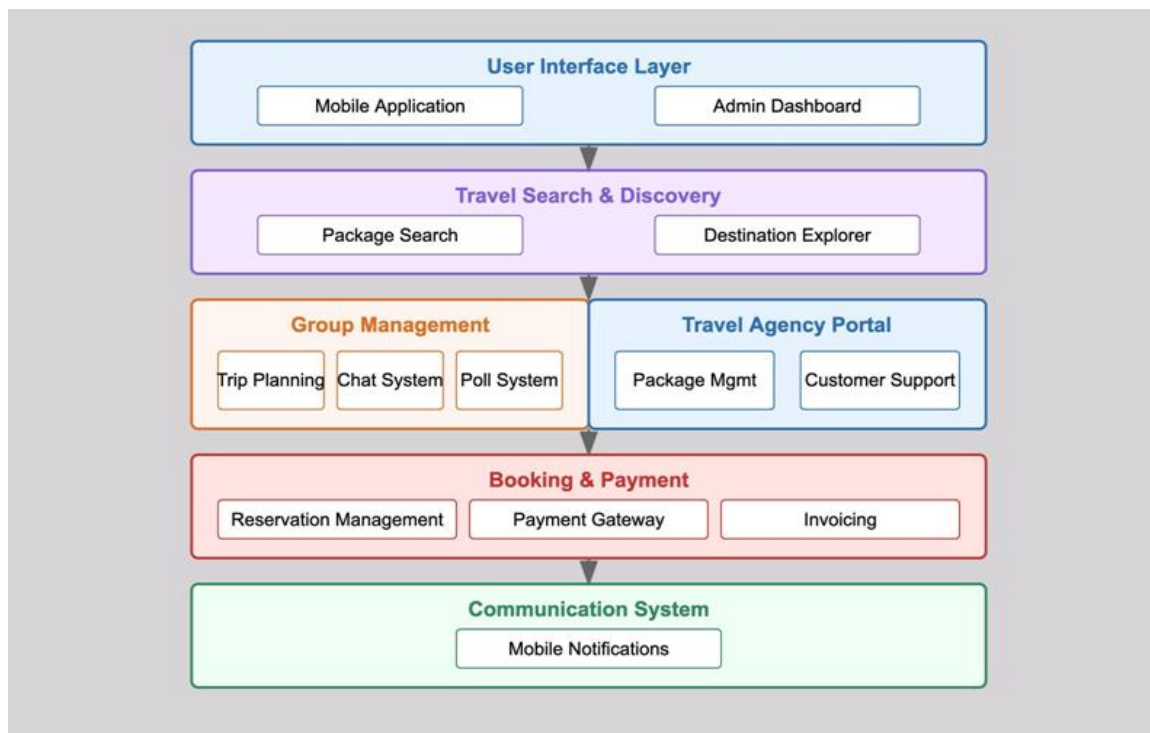 User Interface Layer
Mobile Application
Admin Dashboard
Travel Search & Discovery
Package Search
Destination Explorer
Group Management
Trip Planning
Chat System
Poll System
Travel Agency Portal
Package Mgmt
Customer Support
Booking & Payment
Reservation Management
Payment Gateway
Invoicing
Communication System
Mobile Notifications